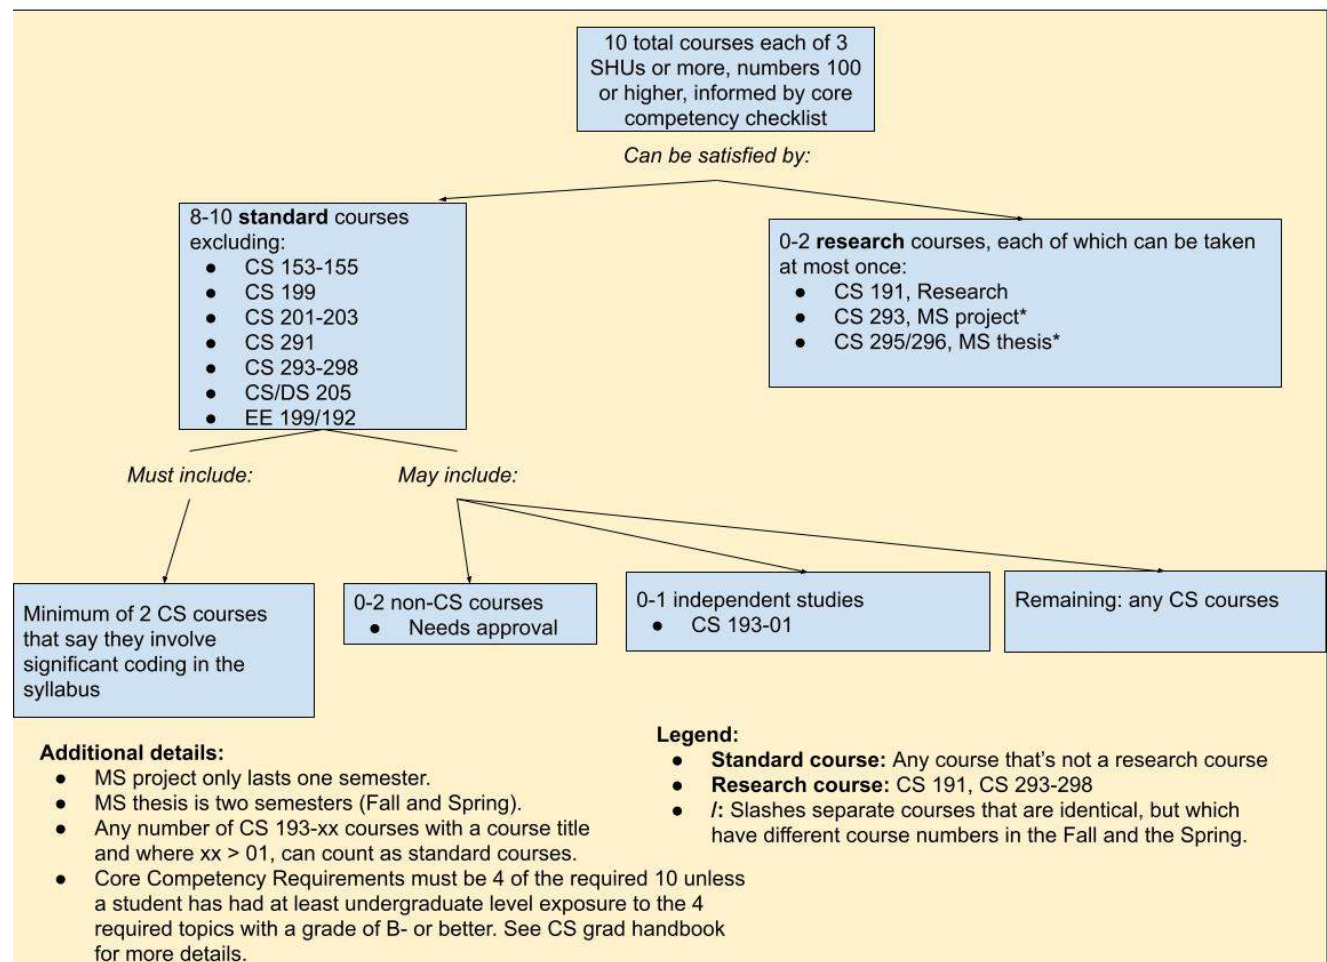 10 total courses each of 3
SHUs or more, numbers 100
or higher, informed by core
competency checklist
Can be satisfied by:
8-10 standard courses
excluding:
● CS 153-155
● CS 199
● CS 201-203
● CS 291
● CS 293-298
● CS/DS 205
● EE 199/192
0-2 research courses, each of which can be taken
at most once:
● CS 191, Research
● CS 293, MS project*
● CS 295/296, MS thesis*
Must include:
May include:
Minimum of 2 CS courses
that say they involve
significant coding in the
syllabus
0-2 non-CS courses
● Needs approval
0-1 independent studies
● CS 193-01
Remaining: any CS courses
Additional details:
● MS project only lasts one semester.
● MS thesis is two semesters (Fall and Spring).
● Any number of CS 193-xx courses with a course title
and where xx > 01, can count as standard courses.
● Core Competency Requirements must be 4 of the required 10 unless
a student has had at least undergraduate level exposure to the 4
required topics with a grade of B- or better. See CS grad handbook
for more details.
Legend:
● Standard course: Any course that's not a research course
● Research course: CS 191, CS 293-298
● /: Slashes separate courses that are identical, but which
have different course numbers in the Fall and the Spring.